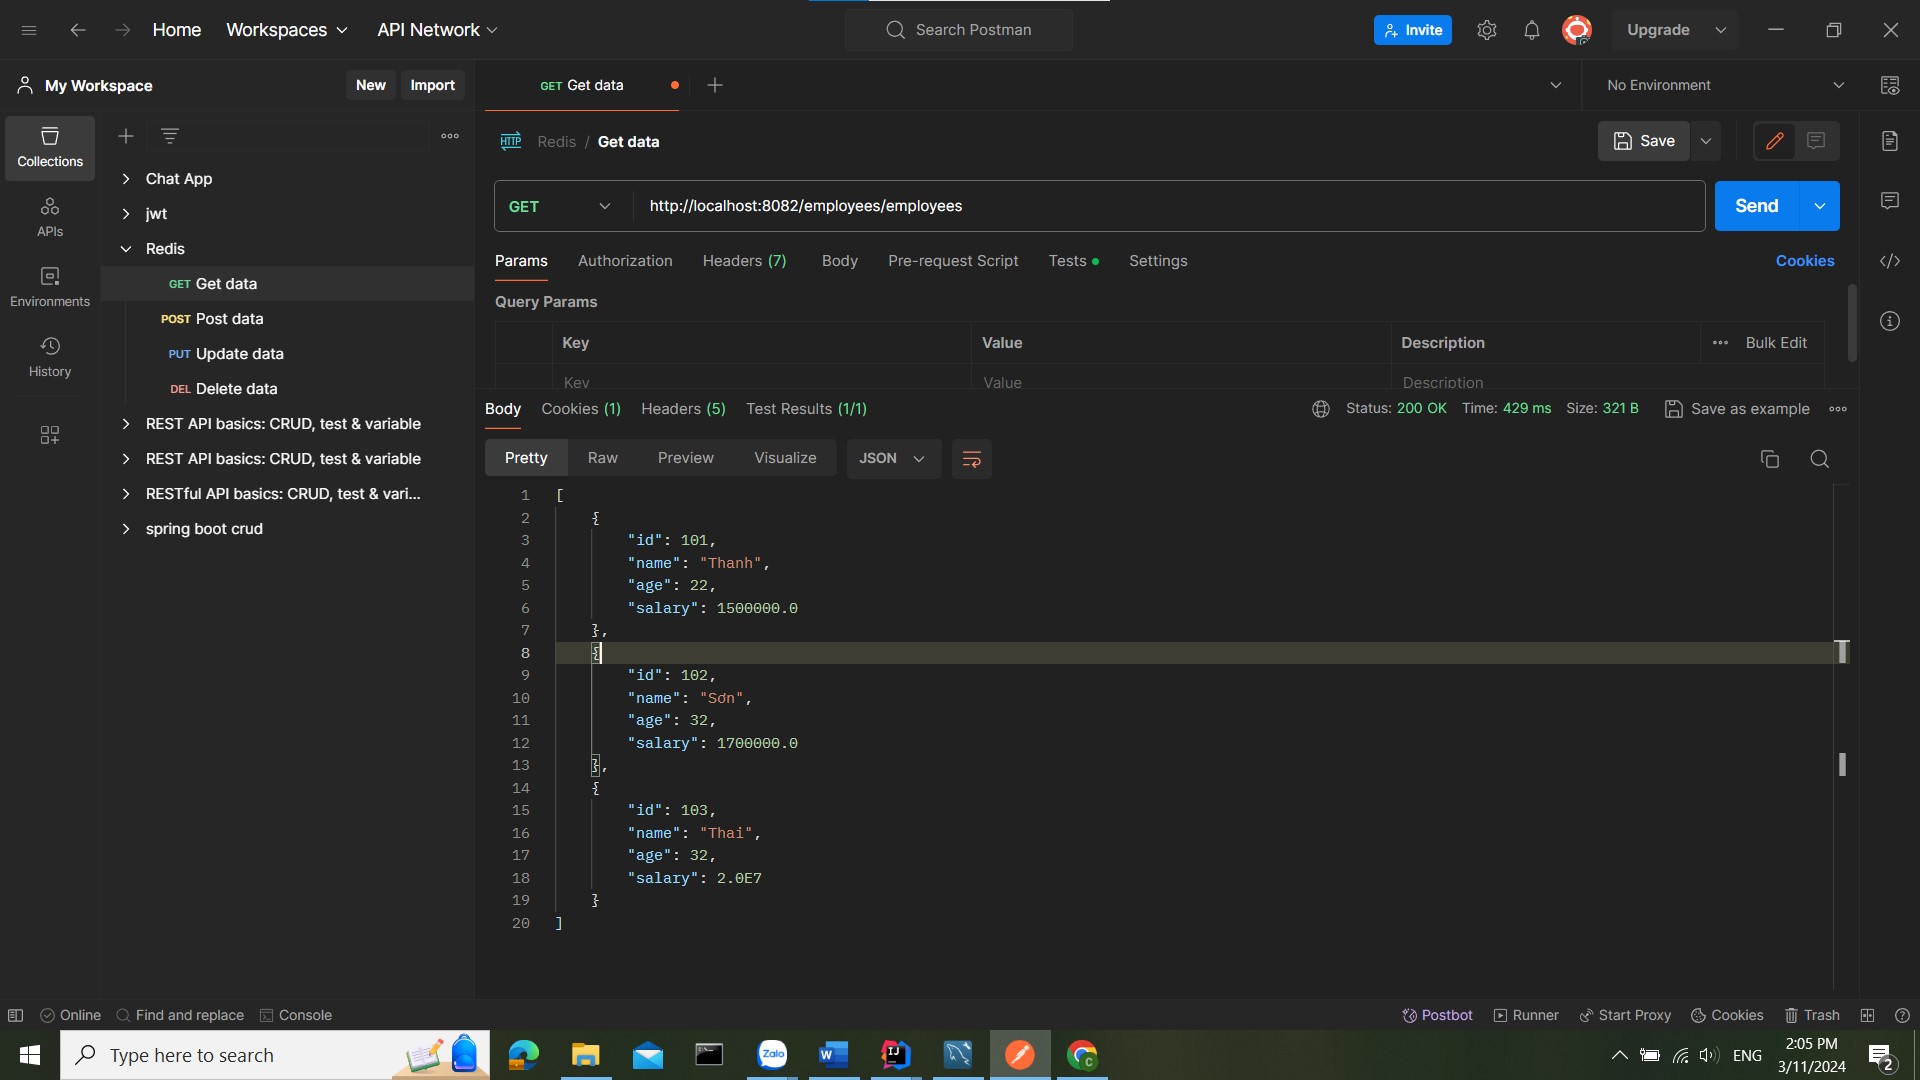 Home
Workspaces
API Network
Search Postman
Invite
Upgrade
My Workspace
New
Import
GET Get data
No Environment
Collections
APIs
Environments
History
Chat App
jwt
Redis
GET Get data
POST Post data
PUT Update data
DEL Delete data
REST API basics: CRUD, test & variable
REST API basics: CRUD, test & variable
RESTful API basics: CRUD, test & vari...
spring boot crud
HTTP Redis / Get data
Save
GET http://localhost:8082/employees/employees
Send
Params Authorization Headers (7) Body Pre-request Script Tests Settings
Cookies
Query Params
Key Value Description Bulk Edit
Key Value Description
Body Cookies (1) Headers (5) Test Results (1/1)
Status: 200 OK Time: 429 ms Size: 321 B Save as example
Pretty Raw Preview Visualize JSON
1 [
2 {
3 "id": 101,
4 "name": "Thanh",
5 "age": 22,
6 "salary": 1500000.0
7 },
8 {
9 "id": 102,
10 "name": "Sơn",
11 "age": 32,
12 "salary": 1700000.0
13 },
14 {
15 "id": 103,
16 "name": "Thai",
17 "age": 32,
18 "salary": 2.0E7
19 }
20 ]
Online Find and replace Console
Postbot Runner Start Proxy Cookies Trash
Type here to search
Zalo
W
IJ
C
ENG
2:05 PM
3/11/2024
2